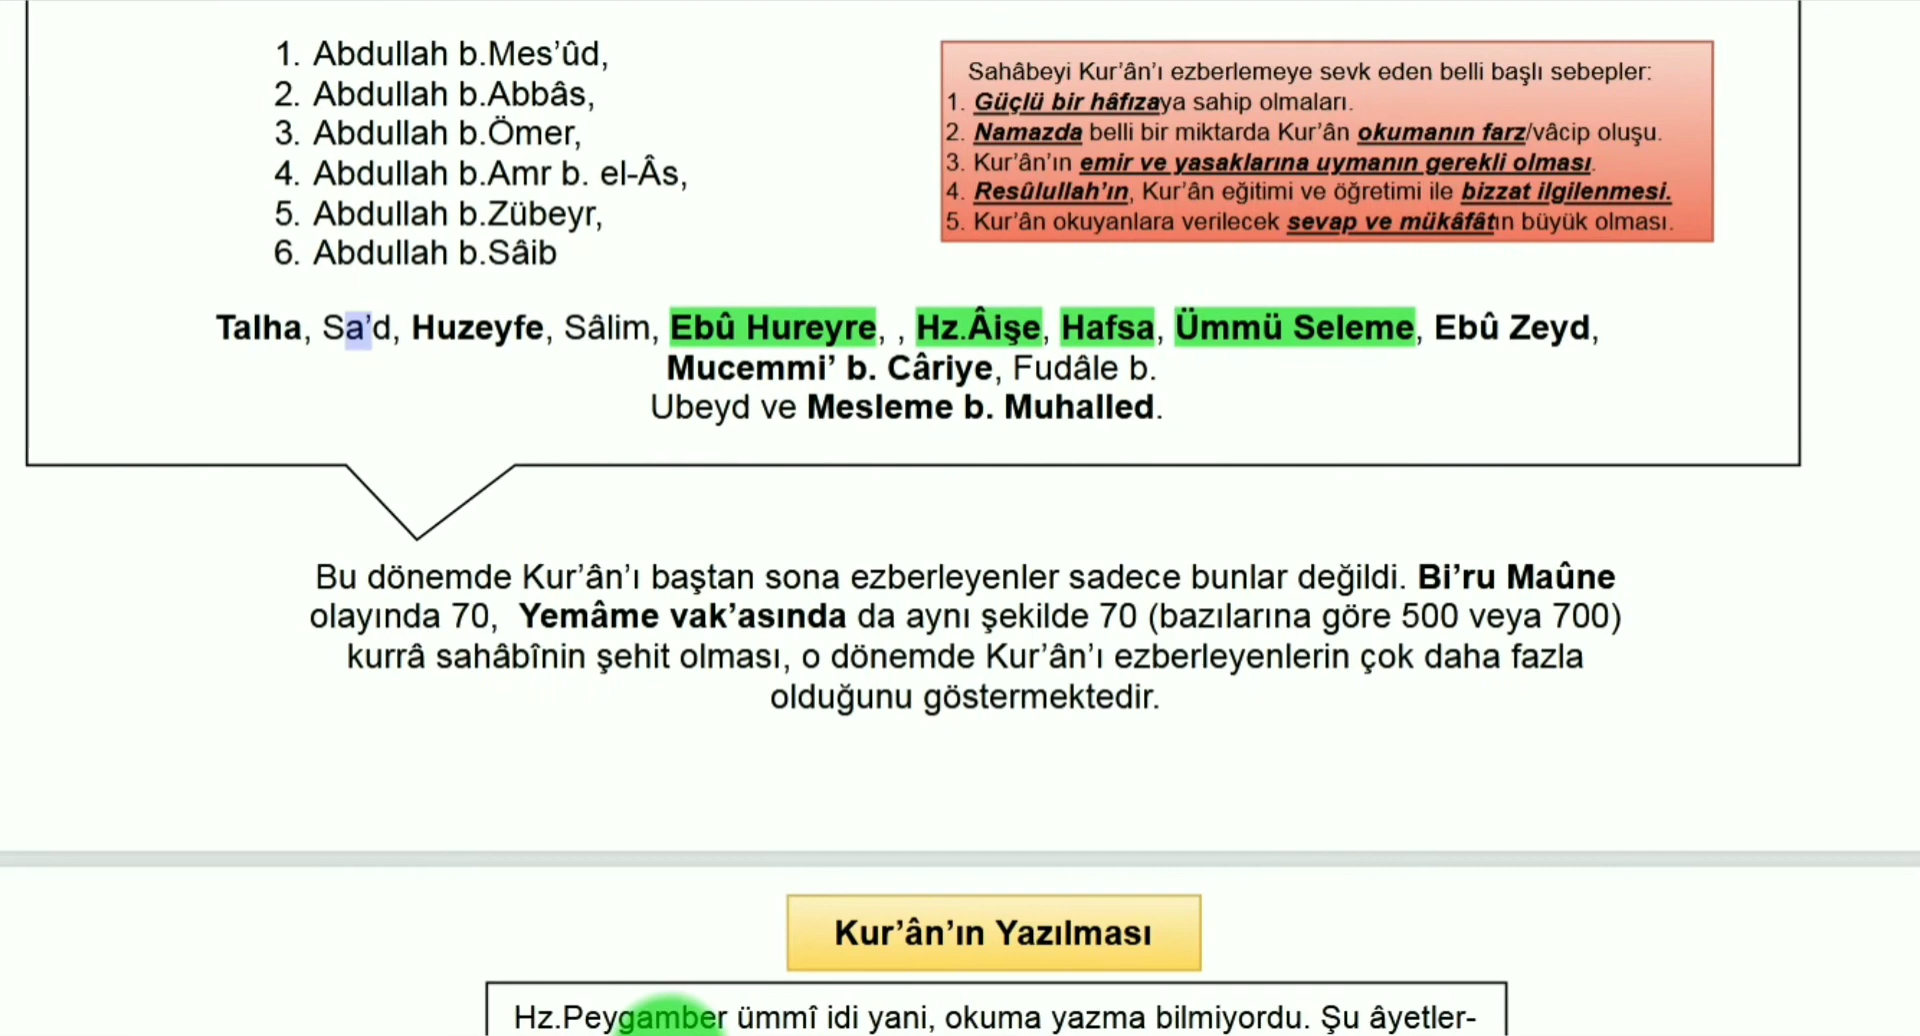 1. Abdullah b.Mes’ûd,
2. Abdullah b.Abbâs,
3. Abdullah b.Ömer,
4. Abdullah b.Amr b. el-Âs,
5. Abdullah b.Zübeyr,
6. Abdullah b.Sâib
Sahâbeyi Kur’ân’ı ezberlemeye sevk eden belli başlı sebepler:
1. Güçlü bir hâfızaya sahip olmaları.
2. Namazda belli bir miktarda Kur’ân okumanın farz/vâcip oluşu.
3. Kur’ân’ın emir ve yasaklarına uymanın gerekli olması.
4. Resûlullah’ın, Kur’ân eğitimi ve öğretimi ile bizzat ilgilenmesi.
5. Kur’ân okuyanlara verilecek sevap ve mükâfâtın büyük olması.
Talha, Sa’d, Huzeyfe, Sâlim, Ebû Hureyre, , Hz.Âişe, Hafsa, Ümmü Seleme, Ebû Zeyd,
Mucemmi’ b. Câriye, Fudâle b.
Ubeyd ve Mesleme b. Muhalled.
Bu dönemde Kur’ân’ı baştan sona ezberleyenler sadece bunlar değildi. Bi’ru Maûne
olayında 70, Yemâme vak’asında da aynı şekilde 70 (bazılarına göre 500 veya 700)
kurrâ sahâbînin şehit olması, o dönemde Kur’ân’ı ezberleyenlerin çok daha fazla
olduğunu göstermektedir.
Kur’ân’ın Yazılması
Hz.Peygamber ümmî idi yani, okuma yazma bilmiyordu. Şu âyetler-